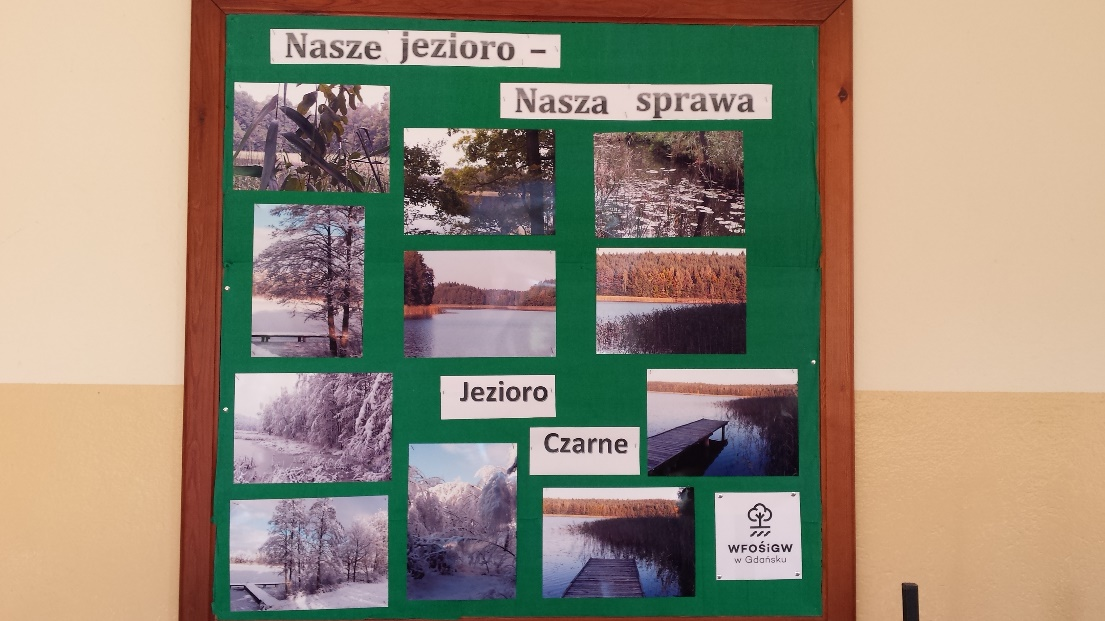 Nasze jezioro –
Nasza sprawa
Jezioro
Czarne
WFOŚiGW
w Gdańsku